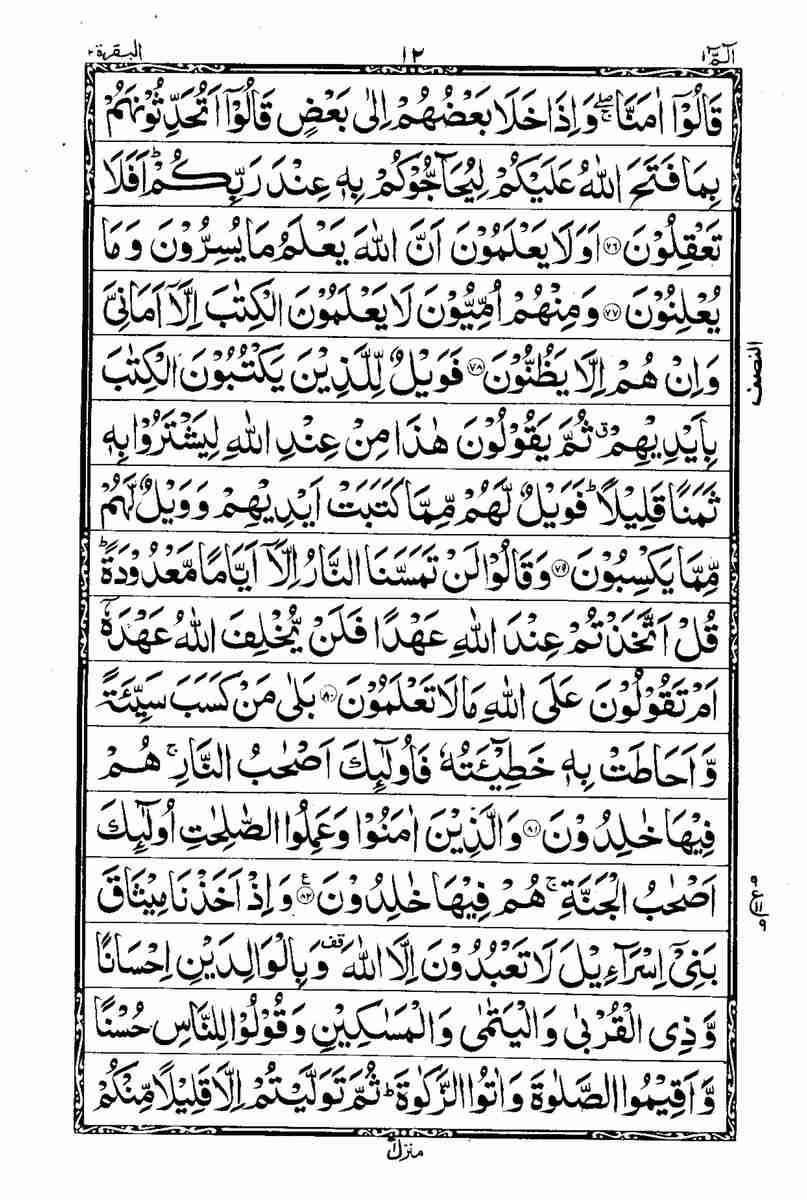 الٓمّٓ ١
١٢
البقرة ٢
قَالُوْۤا اٰمَنَّا ۖۚ وَاِذَا خَلَا بَعْضُهُمْ اِلٰى بَعْضٍ قَالُوْۤا اَتُحَدِّثُوْنَهُمْ
بِمَا فَتَحَ اللّٰهُ عَلَيْكُمْ لِيُحَآجُّوْكُمْ بِهٖ عِنْدَ رَبِّكُمْ ؕ اَفَلَا
تَعْقِلُوْنَ ﴿۷۶﴾ اَوَلَا يَعْلَمُوْنَ اَنَّ اللّٰهَ يَعْلَمُ مَا يُسِرُّوْنَ وَمَا
يُعْلِنُوْنَ ﴿۷۷﴾ وَمِنْهُمْ اُمِّيُّوْنَ لَا يَعْلَمُوْنَ الْكِتٰبَ اِلَّاۤ اَمَانِىَّ
وَاِنْ هُمْ اِلَّا يَظُنُّوْنَ ﴿۷۸﴾ فَوَيْلٌ لِّلَّذِيْنَ يَكْتُبُوْنَ الْكِتٰبَ
النصف
بِاَيْدِيْهِمْ ۗ ثُمَّ يَقُوْلُوْنَ هٰذَا مِنْ عِنْدِ اللّٰهِ لِيَشْتَرُوْا بِهٖ
ثَمَنًا قَلِيْلًا ؕ فَوَيْلٌ لَّهُمْ مِّمَّا كَتَبَتْ اَيْدِيْهِمْ وَوَيْلٌ لَّهُمْ
مِّمَّا يَكْسِبُوْنَ ﴿۷۹﴾ وَقَالُوْا لَنْ تَمَسَّنَا النَّارُ اِلَّاۤ اَيَّامًا مَّعْدُوْدَةً ؕ
قُلْ اَتَّخَذْتُمْ عِنْدَ اللّٰهِ عَهْدًا فَلَنْ يُّخْلِفَ اللّٰهُ عَهْدَهٗۤ
اَمْ تَقُوْلُوْنَ عَلَى اللّٰهِ مَا لَا تَعْلَمُوْنَ ﴿۸۰﴾ بَلٰى مَنْ كَسَبَ سَيِّئَةً
وَّاَحَاطَتْ بِهٖ خَطِيْٓــَٔتُهٗ فَاُولٰٓئِكَ اَصْحٰبُ النَّارِ ۚ هُمْ
فِيْهَا خٰلِدُوْنَ ﴿۸۱﴾ وَالَّذِيْنَ اٰمَنُوْا وَعَمِلُوا الصّٰلِحٰتِ اُولٰٓئِكَ
اَصْحٰبُ الْجَنَّةِ ۚ هُمْ فِيْهَا خٰلِدُوْنَ ﴿۸۲﴾ ع وَاِذْ اَخَذْنَا مِيْثَاقَ
۹ ع ۱۱ ۹
بَنِىْۤ اِسْرَآءِيْلَ لَا تَعْبُدُوْنَ اِلَّا اللّٰهَ قف وَبِالْوَالِدَيْنِ اِحْسَانًا
وَّذِى الْقُرْبٰى وَالْيَتٰمٰى وَالْمَسٰكِيْنِ وَقُوْلُوْا لِلنَّاسِ حُسْنًا
وَّاَقِيْمُوا الصَّلٰوةَ وَاٰتُوا الزَّكٰوةَ ؕ ثُمَّ تَوَلَّيْتُمْ اِلَّا قَلِيْلًا مِّنْكُمْ
منزل ١